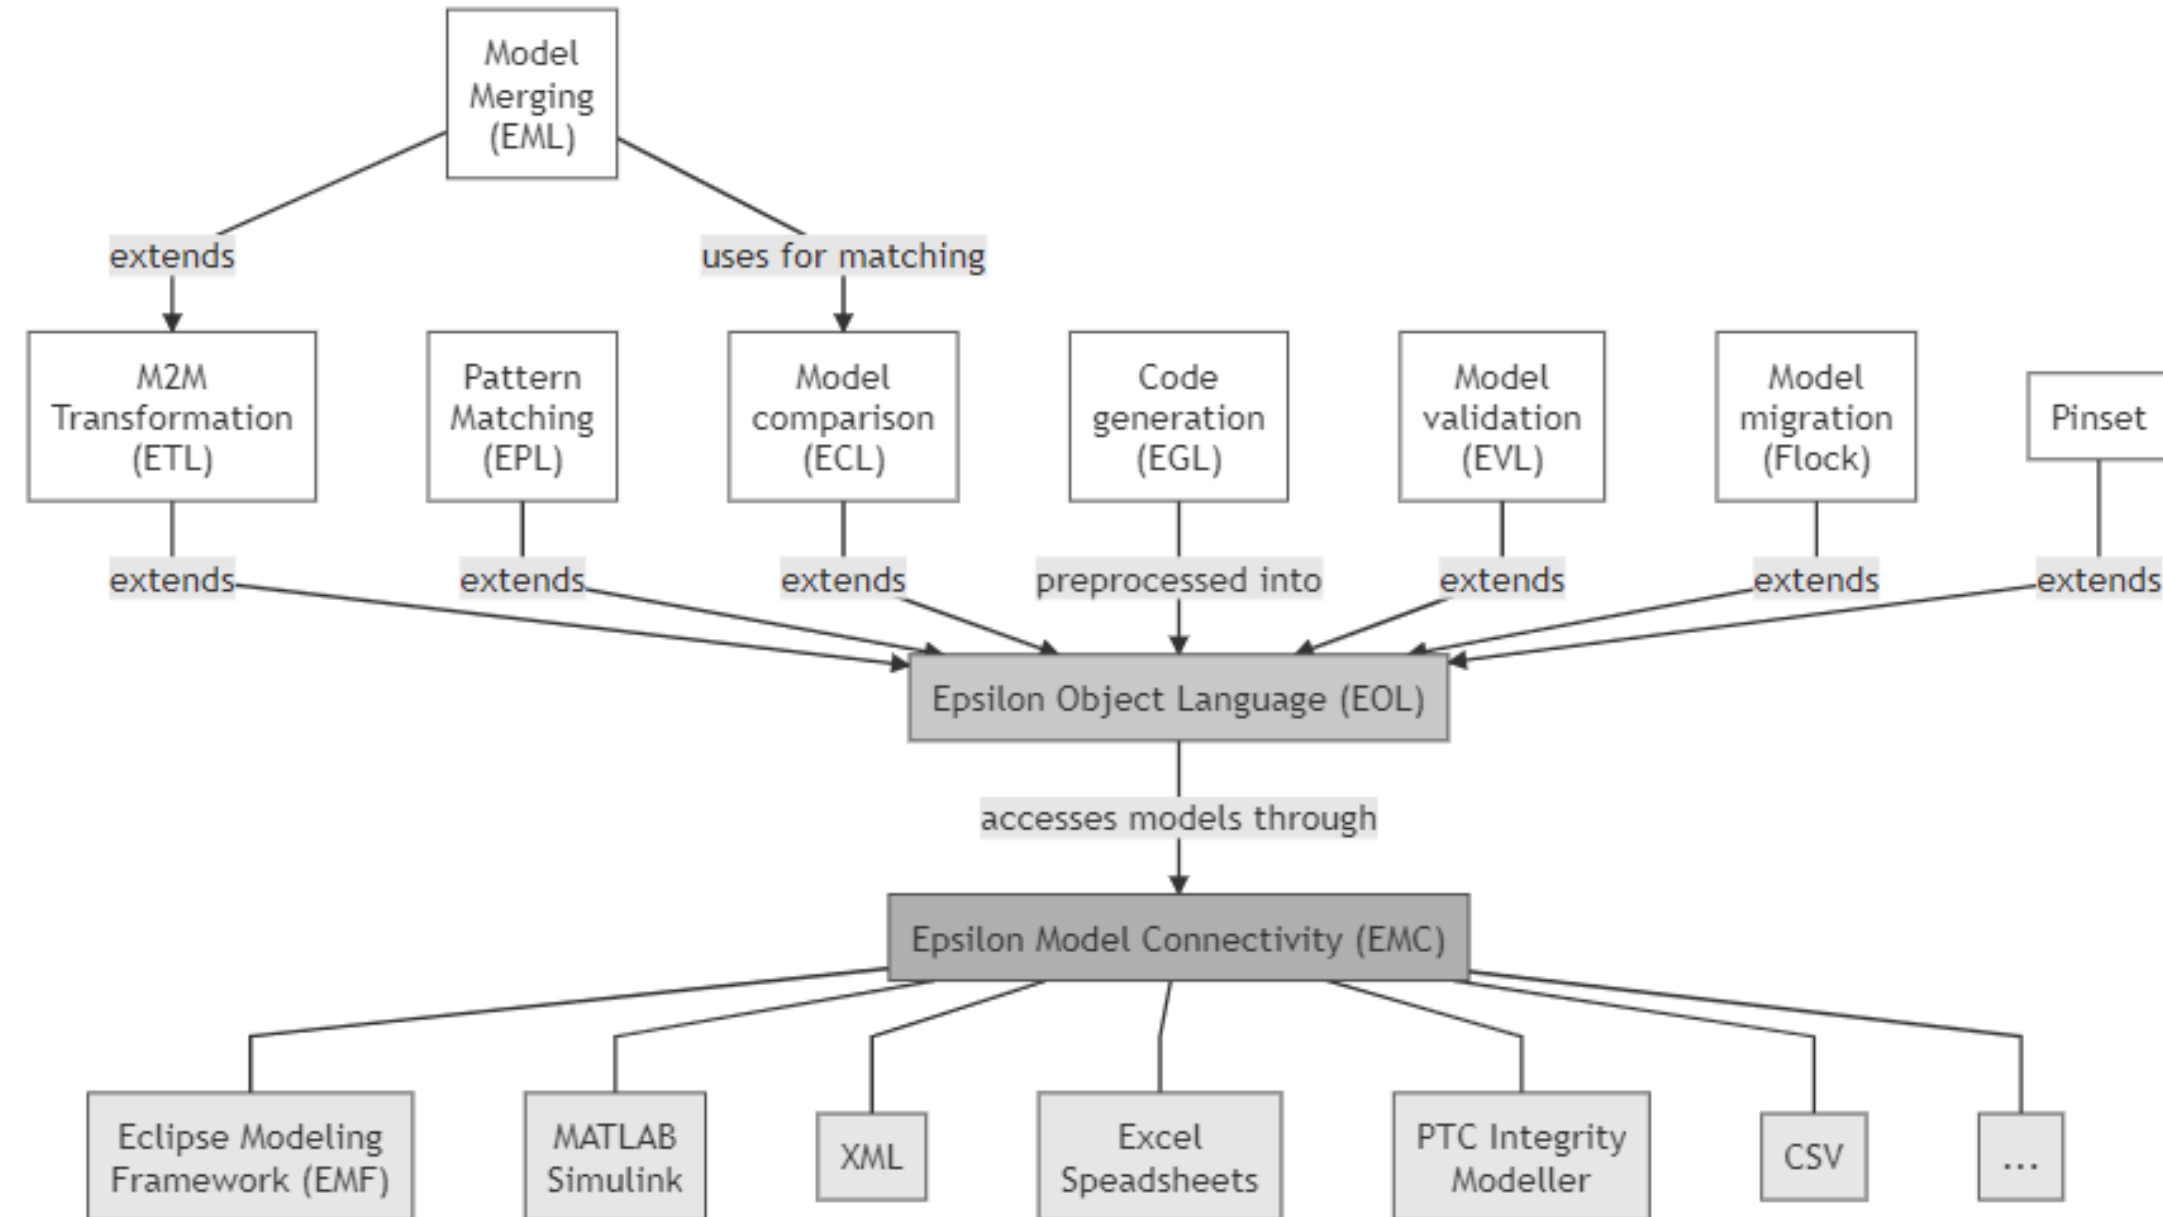 Model
Merging
(EML)
extends
uses for matching
M2M
Transformation
(ETL)
Pattern
Matching
(EPL)
Model
comparison
(ECL)
Code
generation
(EGL)
Model
validation
(EVL)
Model
migration
(Flock)
Pinset
extends
extends
extends
preprocessed into
extends
extends
extends
Epsilon Object Language (EOL)
accesses models through
Epsilon Model Connectivity (EMC)
Eclipse Modeling
Framework (EMF)
MATLAB
Simulink
XML
Excel
Speadsheets
PTC Integrity
Modeller
CSV
...